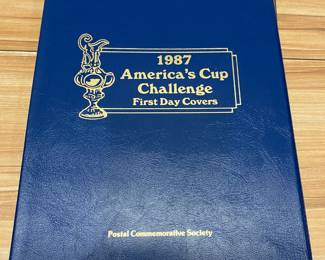 1987
America's Cup
Challenge
First Day Covers
Postal Commemorative Society